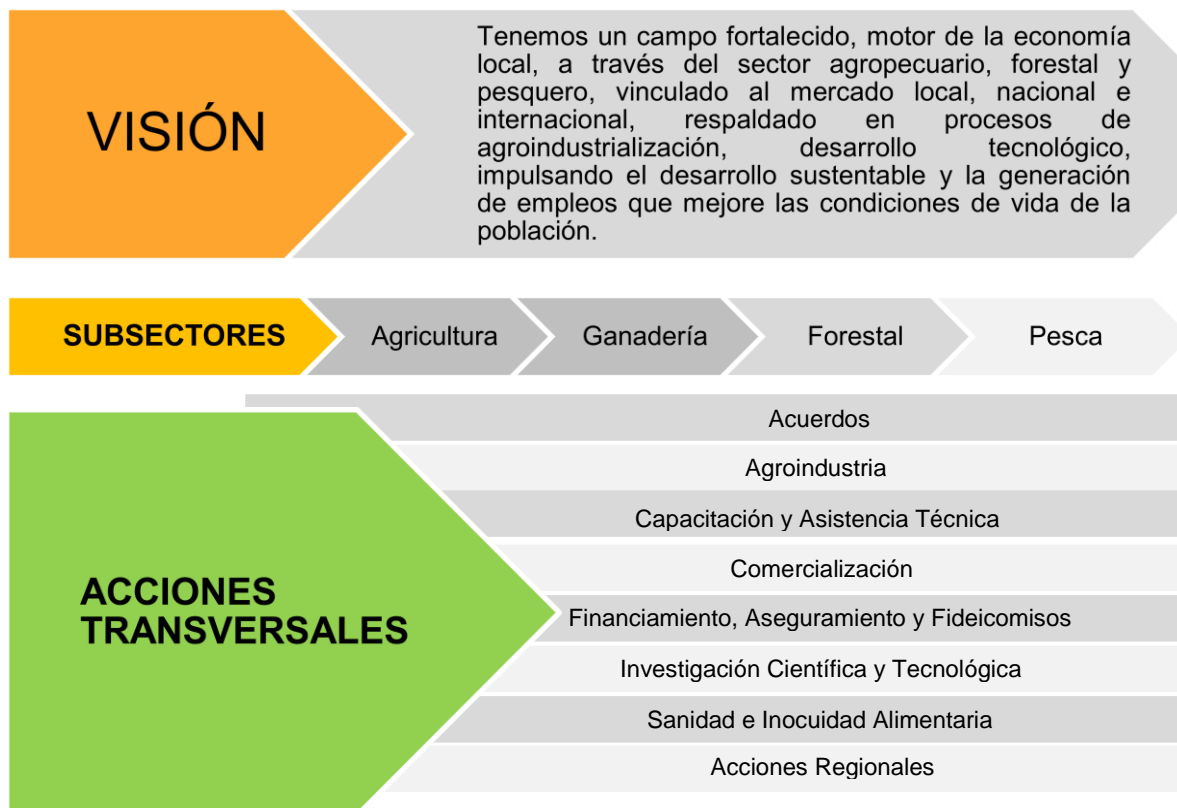 VISIÓN
Tenemos un campo fortalecido, motor de la economía
local, a través del sector agropecuario, forestal y
pesquero, vinculado al mercado local, nacional e
internacional, respaldado en procesos de
agroindustrialización, desarrollo tecnológico,
impulsando el desarrollo sustentable y la generación
de empleos que mejore las condiciones de vida de la
población.
SUBSECTORES
Agricultura
Ganadería
Forestal
Pesca
ACCIONES
TRANSVERSALES
Acuerdos
Agroindustria
Capacitación y Asistencia Técnica
Comercialización
Financiamiento, Aseguramiento y Fideicomisos
Investigación Científica y Tecnológica
Sanidad e Inocuidad Alimentaria
Acciones Regionales